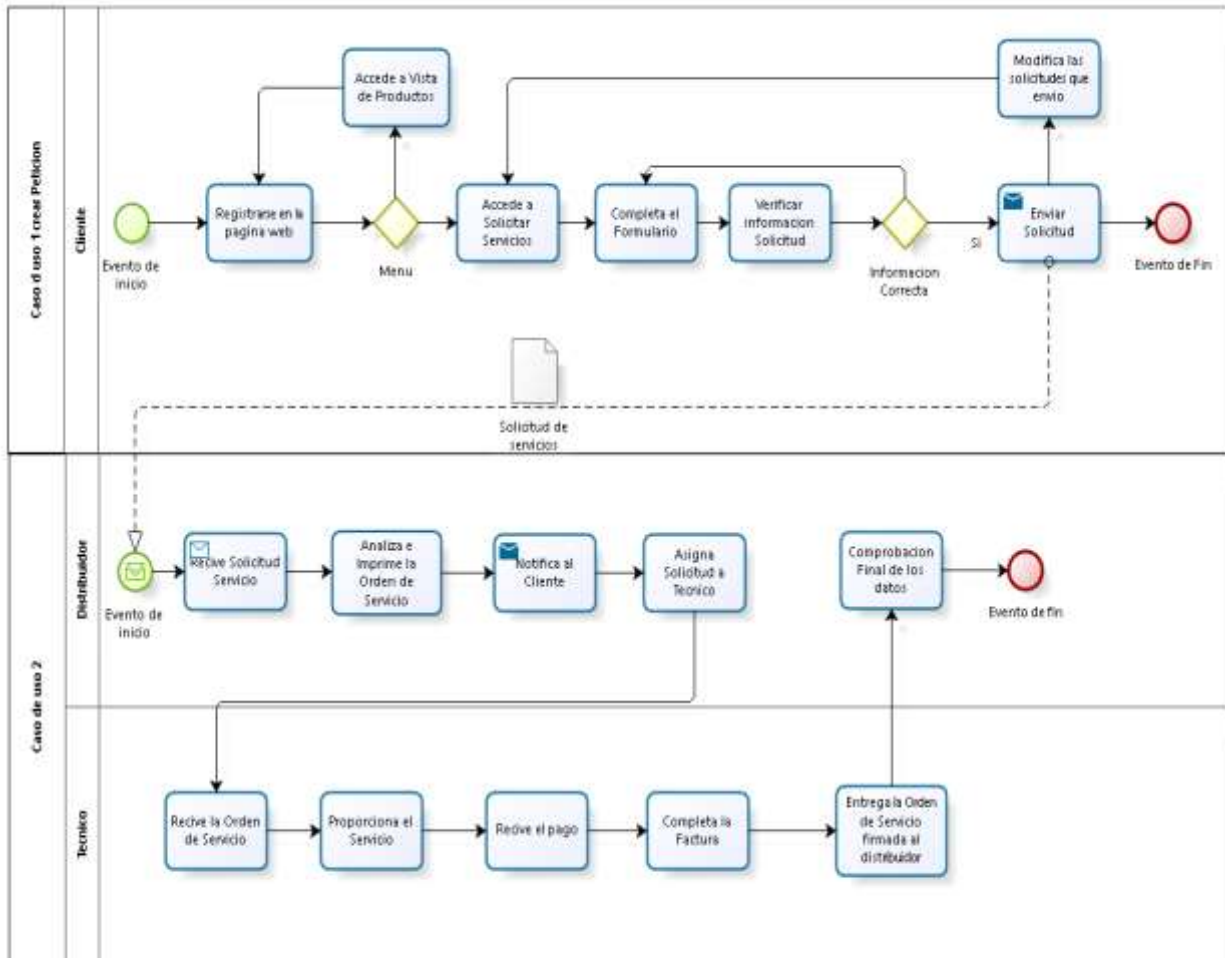 Caso d uso 1 crear Peticion
Cliente
Evento de
inicio
Registrarse en la
pagina web
Accede a Vista
de Productos
Menu
Accede a
Solicitar
Servicios
Completa el
Formulario
Verificar
informacion
Solicitud
Informacion
Correcta
Si
Modifica las
solicitudes que
envio
Enviar
Solicitud
Evento de Fin
Solicitud de
servicios
Caso de uso 2
Distribuidor
Evento de
inicio
Recive Solicitud
Servicio
Analiza e
Imprime la
Orden de
Servicio
Notifica al
Cliente
Asigna
Solicitud a
Tecnico
Comprobacion
Final de los
datos
Evento de fin
Tecnico
Recive la Orden
de Servicio
Proporciona el
Servicio
Recive el pago
Completa la
Factura
Entrega la Orden
de Servicio
firmada al
distribuidor